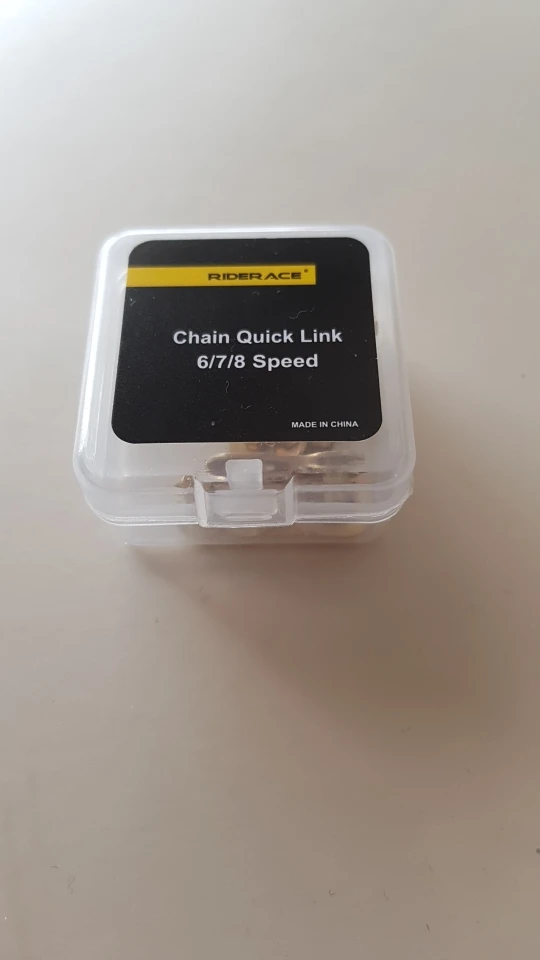 RIDERACE®
Chain Quick Link
6/7/8 Speed
MADE IN CHINA